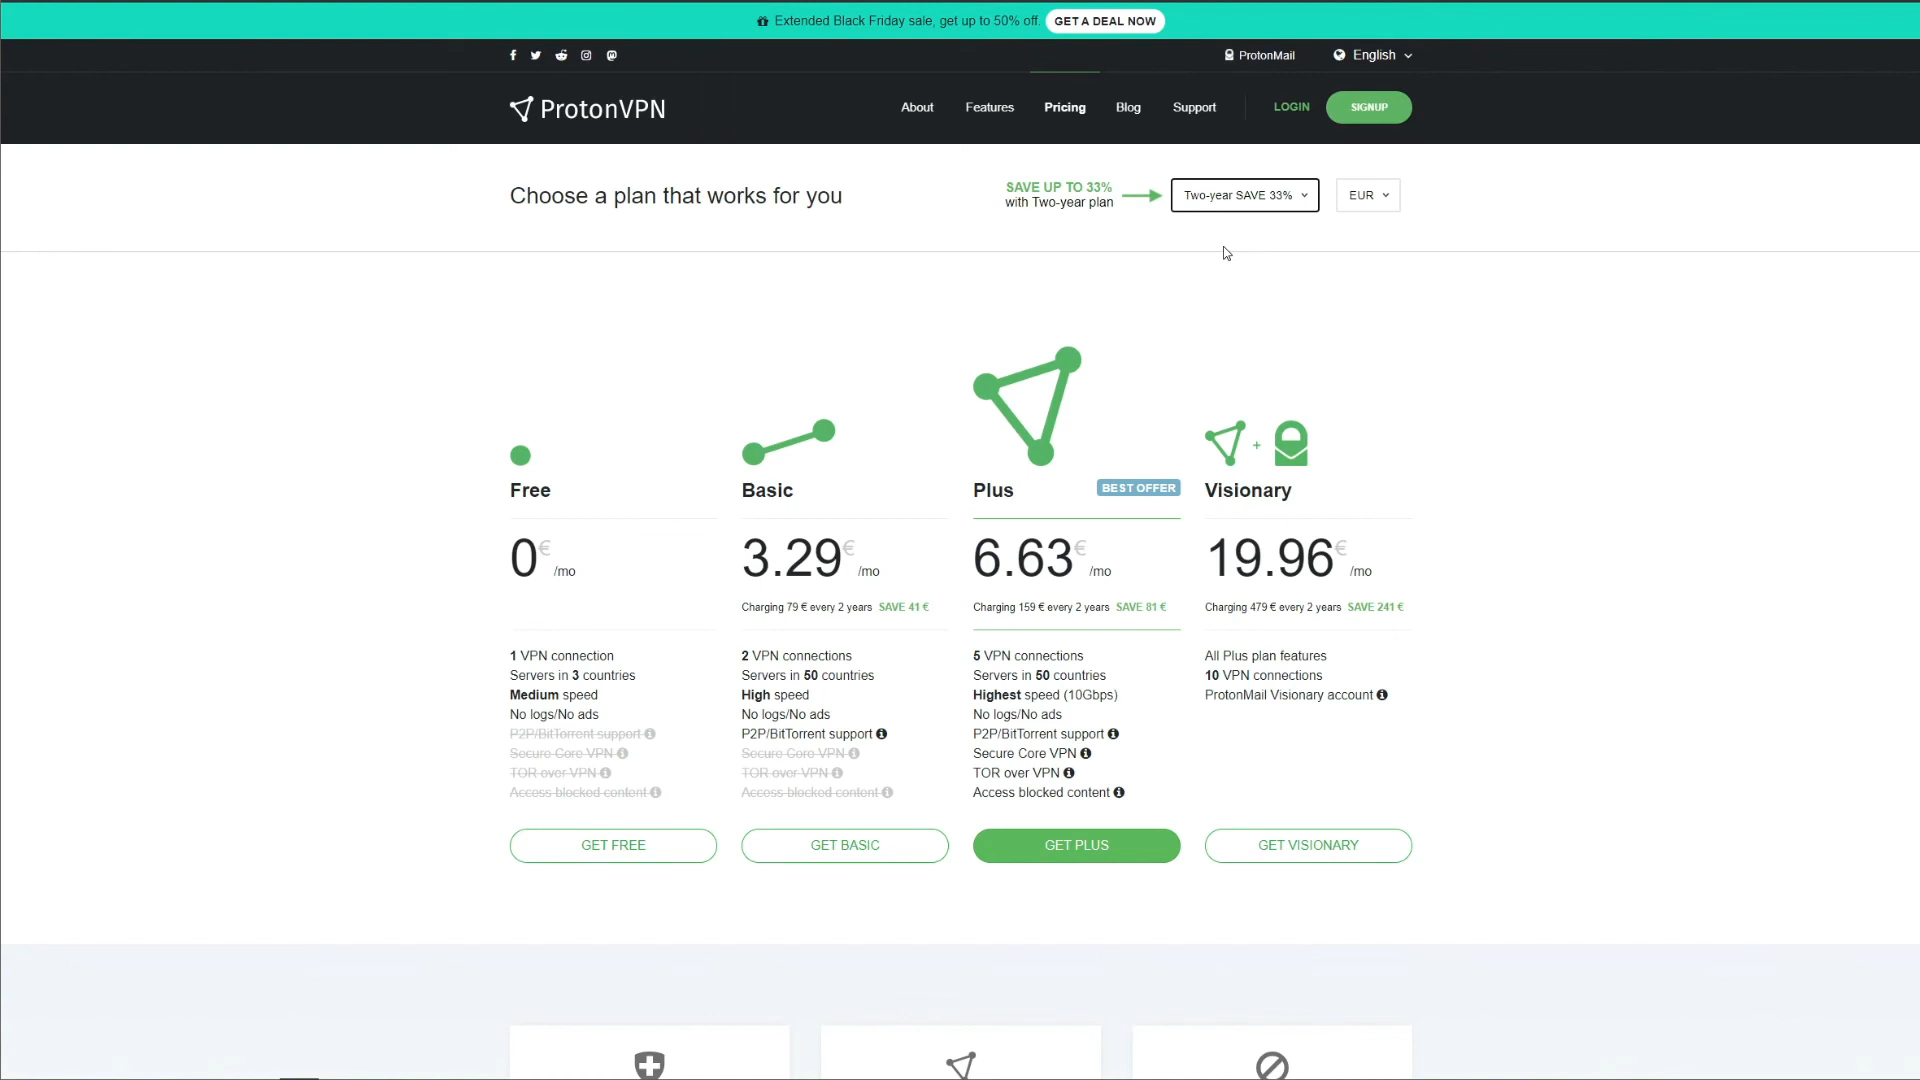 Extended Black Friday sale, get up to 50% off. GET A DEAL NOW
ProtonMail English
ProtonVPN About Features Pricing Blog Support LOGIN SIGNUP
Choose a plan that works for you
SAVE UP TO 33%
with Two-year plan
Two-year SAVE 33%
EUR
Free
0€ /mo
1 VPN connection
Servers in 3 countries
Medium speed
No logs/No ads
P2P/BitTorrent support
Secure Core VPN
TOR over VPN
Access blocked content
GET FREE
Basic
3.29€ /mo
Charging 79 € every 2 years SAVE 41 €
2 VPN connections
Servers in 50 countries
High speed
No logs/No ads
P2P/BitTorrent support
Secure Core VPN
TOR over VPN
Access blocked content
GET BASIC
Plus BEST OFFER
6.63€ /mo
Charging 159 € every 2 years SAVE 81 €
5 VPN connections
Servers in 50 countries
Highest speed (10Gbps)
No logs/No ads
P2P/BitTorrent support
Secure Core VPN
TOR over VPN
Access blocked content
GET PLUS
Visionary
19.96€ /mo
Charging 479 € every 2 years SAVE 241 €
All Plus plan features
10 VPN connections
ProtonMail Visionary account
GET VISIONARY